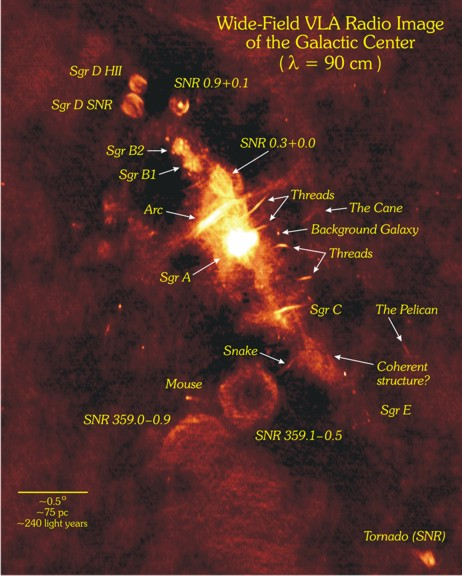 Wide-Field VLA Radio Image
of the Galactic Center
(λ = 90 cm)
Sgr D HII
SNR 0.9+0.1
Sgr D SNR
SNR 0.3+0.0
Sgr B2
Sgr B1
Threads
The Cane
Arc
Background Galaxy
Threads
Sgr A
Sgr C
The Pelican
Snake
Coherent
structure?
Mouse
Sgr E
SNR 359.0–0.9
SNR 359.1–0.5
~0.5°
~75 pc
~240 light years
Tornado (SNR)